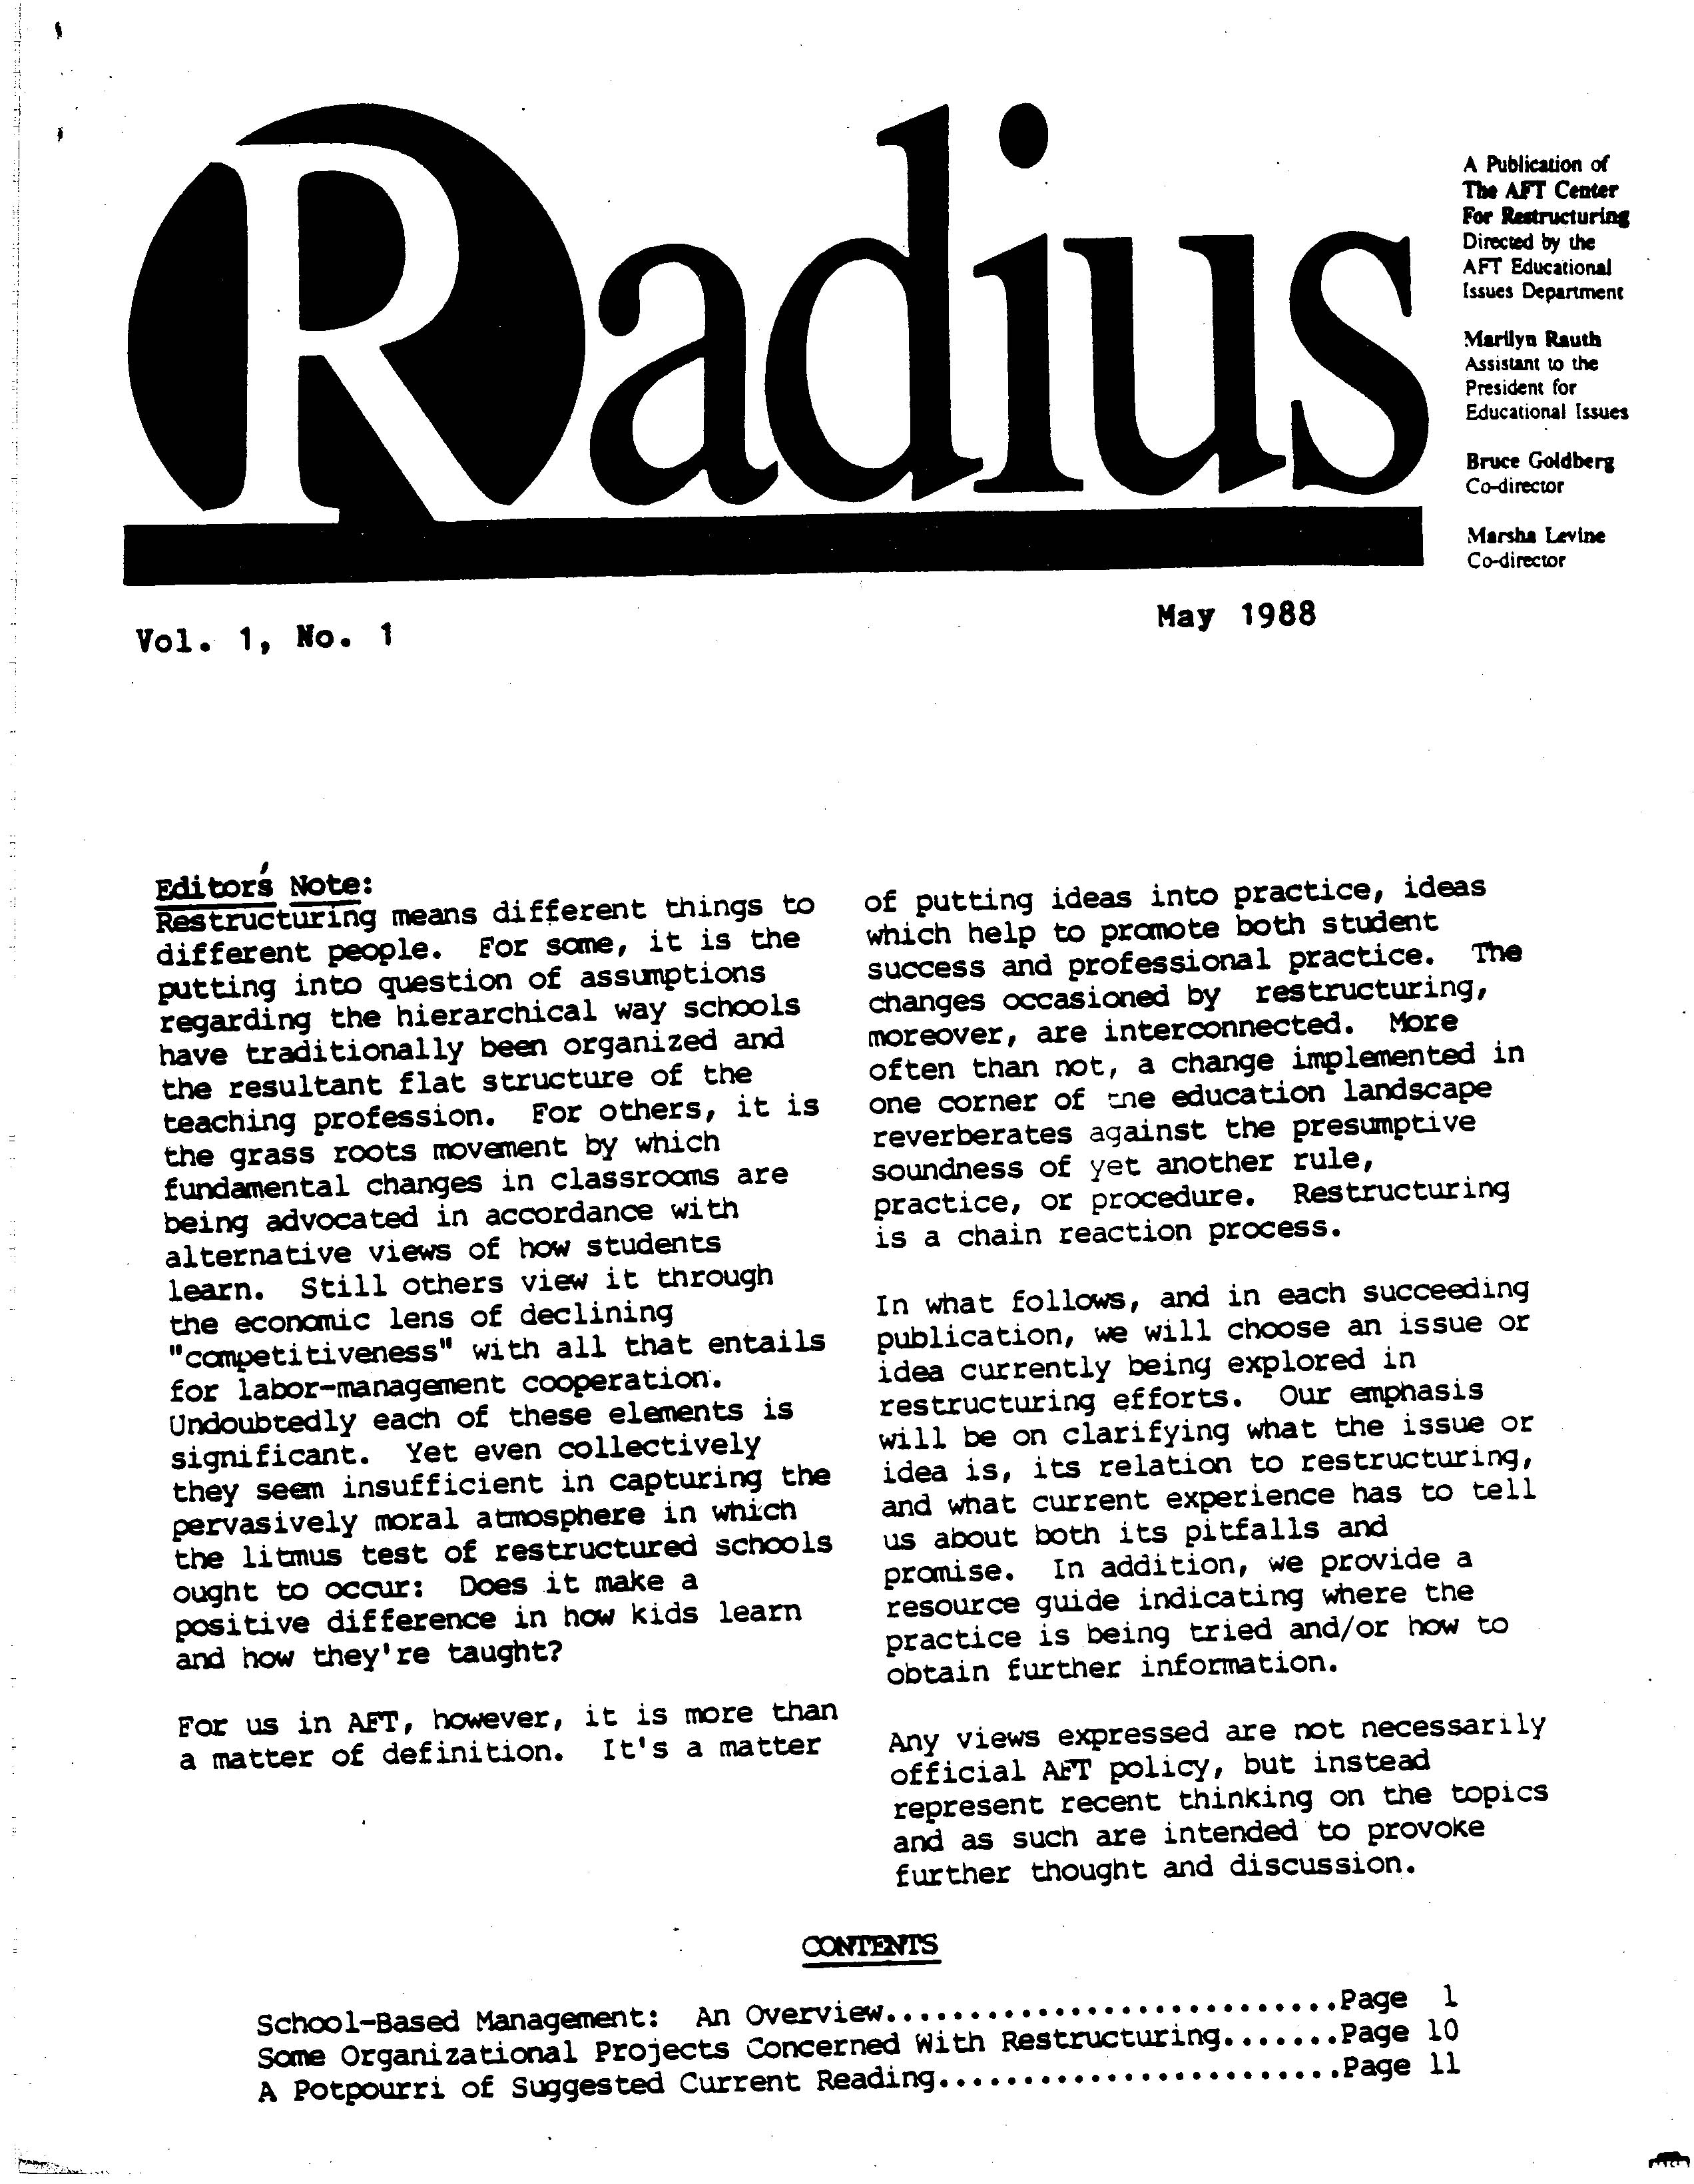 Radius
A Publication of
The AFT Center
For Restructuring
Directed by the
AFT Educational
Issues Department
Marilyn Rauth
Assistant to the
President for
Educational Issues
Bruce Goldberg
Co-director
Marsha Levine
Co-director
Vol. 1, No. 1
May 1988
Editor's Note:
Restructuring means different things to
different people. For some, it is the
putting into question of assumptions
regarding the hierarchical way schools
have traditionally been organized and
the resultant flat structure of the
teaching profession. For others, it is
the grass roots movement by which
fundamental changes in classrooms are
being advocated in accordance with
alternative views of how students
learn. Still others view it through
the economic lens of declining
"competitiveness" with all that entails
for labor-management cooperation.
Undoubtedly each of these elements is
significant. Yet even collectively
they seem insufficient in capturing the
pervasively moral atmosphere in which
the litmus test of restructured schools
ought to occur: Does it make a
positive difference in how kids learn
and how they're taught?
For us in AFT, however, it is more than
a matter of definition. It's a matter
of putting ideas into practice, ideas
which help to promote both student
success and professional practice. The
changes occasioned by restructuring,
moreover, are interconnected. More
often than not, a change implemented in
one corner of the education landscape
reverberates against the presumptive
soundness of yet another rule,
practice, or procedure. Restructuring
is a chain reaction process.
In what follows, and in each succeeding
publication, we will choose an issue or
idea currently being explored in
restructuring efforts. Our emphasis
will be on clarifying what the issue or
idea is, its relation to restructuring,
and what current experience has to tell
us about both its pitfalls and
promise. In addition, we provide a
resource guide indicating where the
practice is being tried and/or how to
obtain further information.
Any views expressed are not necessarily
official AFT policy, but instead
represent recent thinking on the topics
and as such are intended to provoke
further thought and discussion.
CONTENTS
School-Based Management: An Overview............................Page 1
Some Organizational Projects Concerned With Restructuring.......Page 10
A Potpourri of Suggested Current Reading.........................Page 11